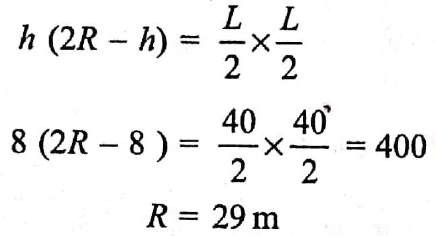 h (2R – h) = L/2 × L/2
8 (2R – 8 ) = 40/2 × 40/2 = 400
R = 29 m